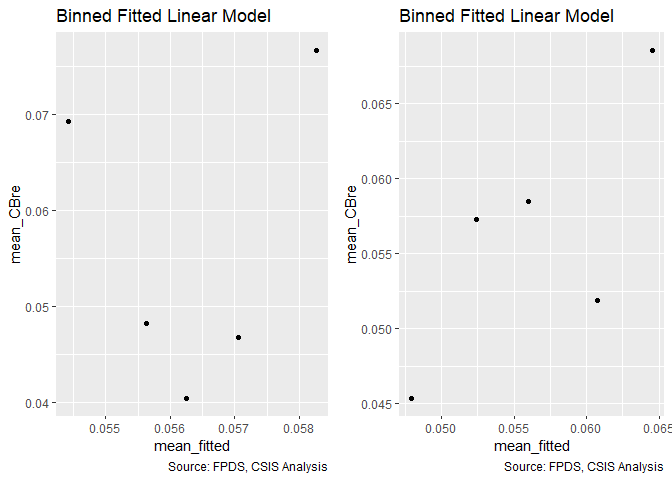 Binned Fitted Linear Model
mean_CBre
0.07
0.06
0.05
0.04
0.055 0.056 0.057 0.058
mean_fitted
Source: FPDS, CSIS Analysis
Binned Fitted Linear Model
mean_CBre
0.065
0.060
0.055
0.050
0.045
0.050 0.055 0.060 0.065
mean_fitted
Source: FPDS, CSIS Analysis